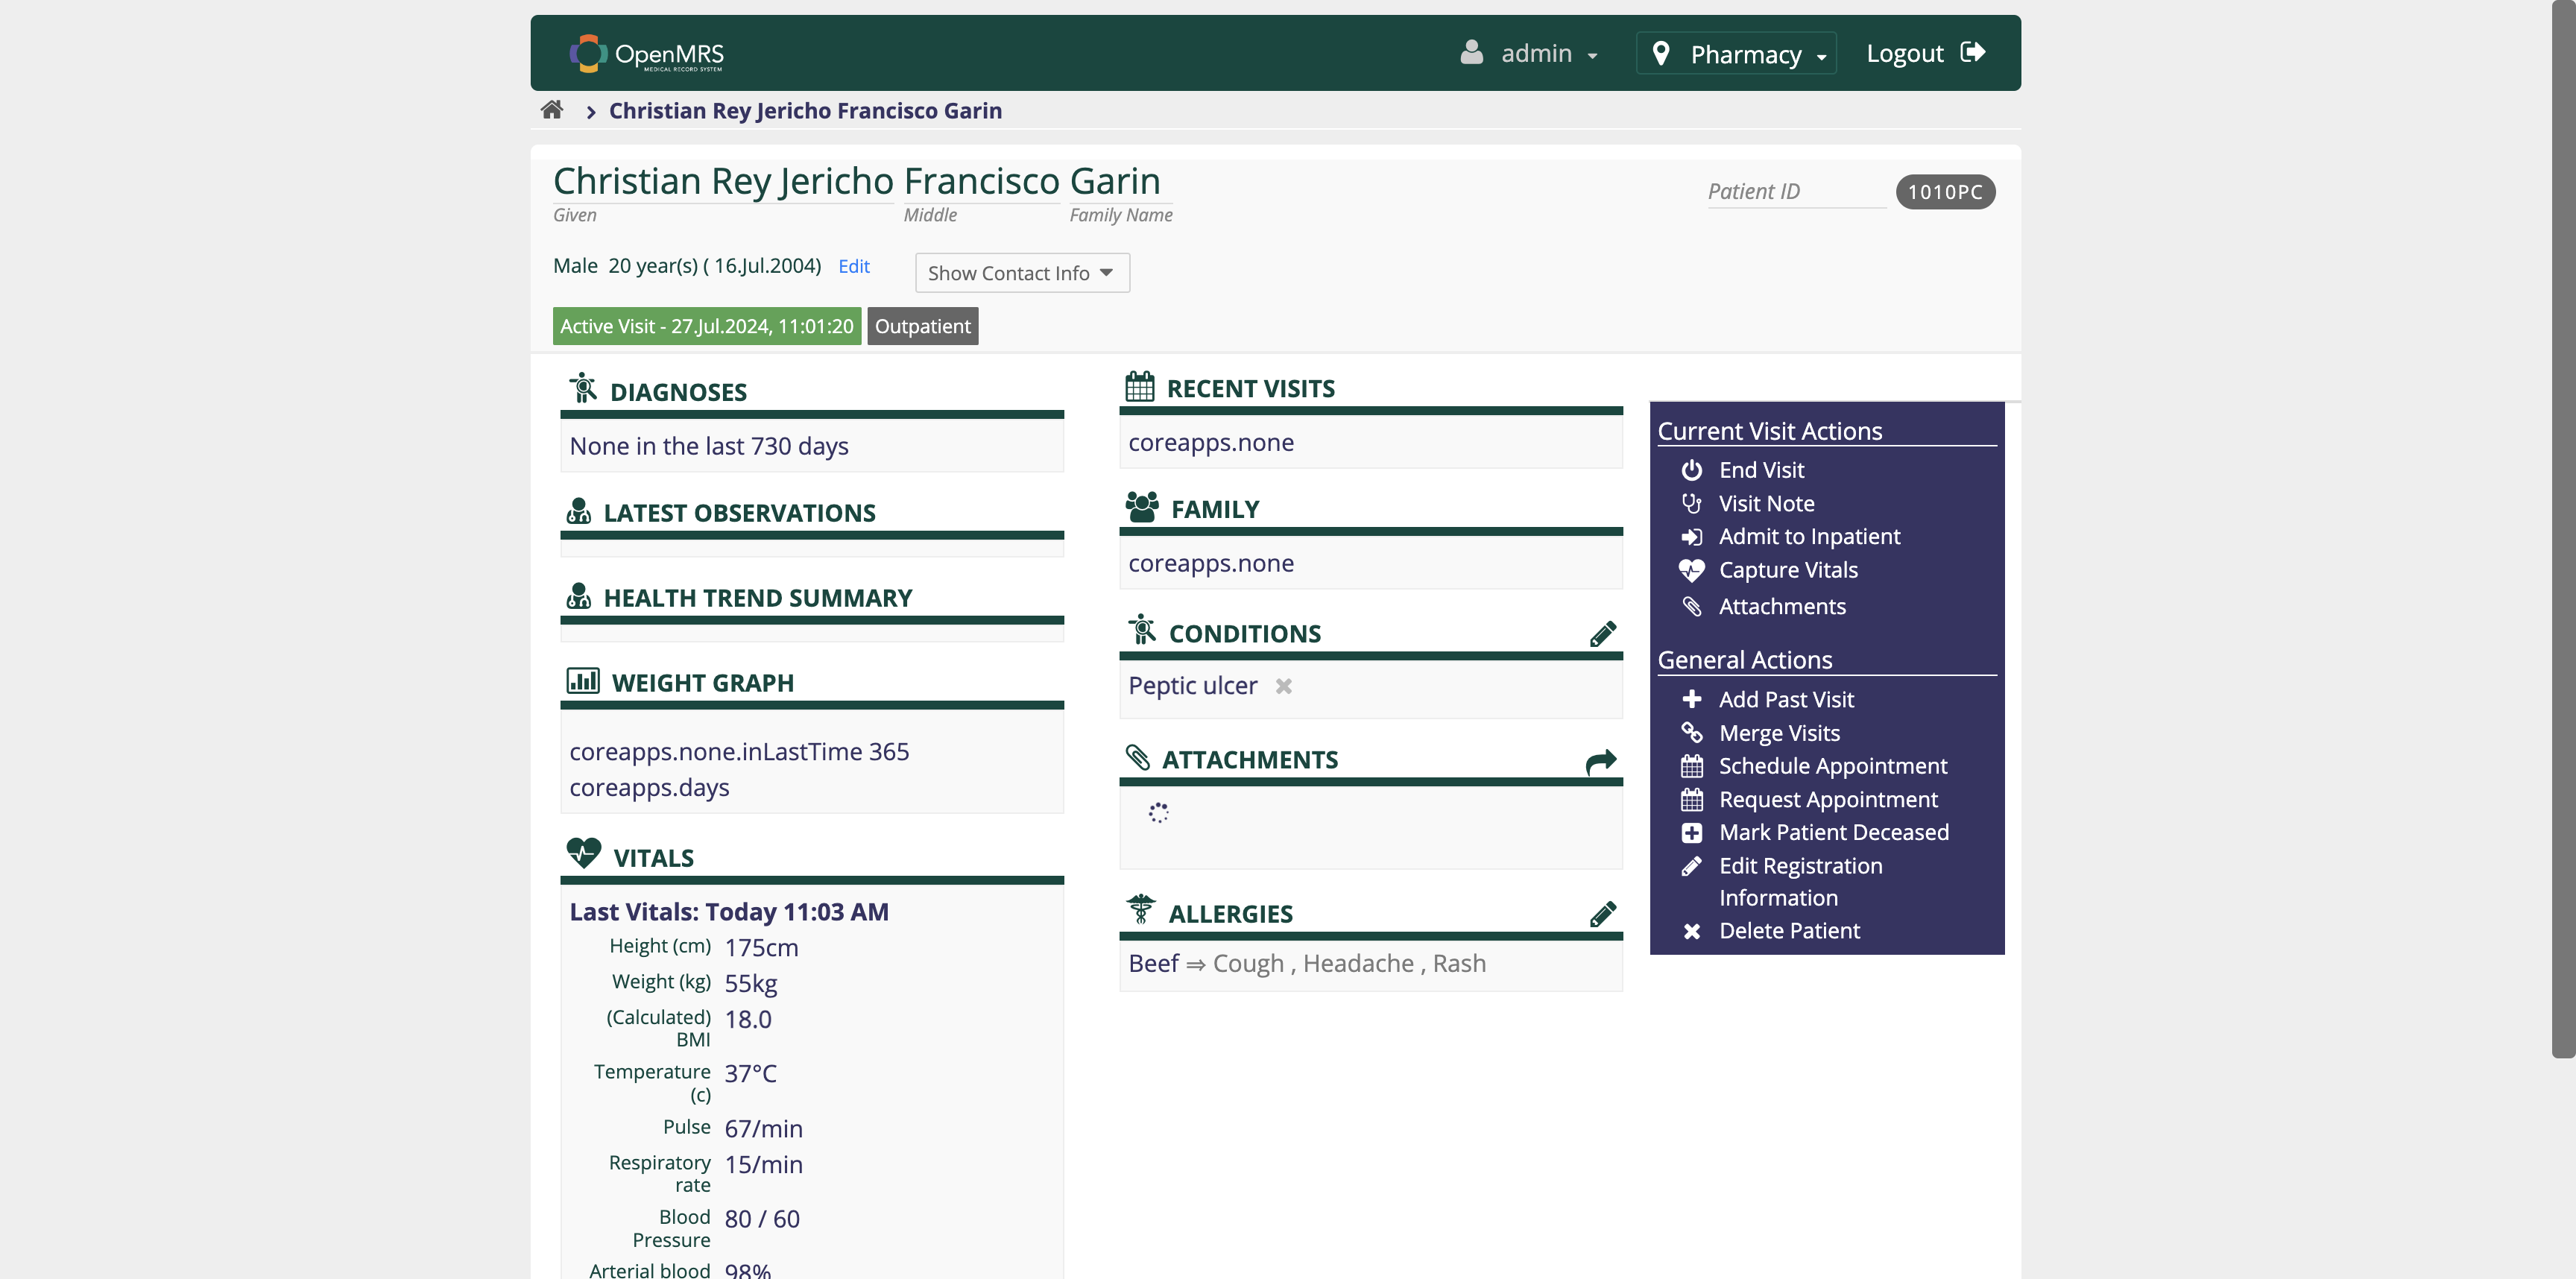 OpenMRS
MEDICAL RECORD SYSTEM
admin
Pharmacy
Logout
Christian Rey Jericho Francisco Garin
Christian Rey Jericho Francisco Garin
Given Middle Family Name
Patient ID 1010PC
Male 20 year(s) ( 16.Jul.2004) Edit
Show Contact Info
Active Visit - 27.Jul.2024, 11:01:20 Outpatient
DIAGNOSES
None in the last 730 days
LATEST OBSERVATIONS
HEALTH TREND SUMMARY
WEIGHT GRAPH
coreapps.none.inLastTime 365
coreapps.days
VITALS
Last Vitals: Today 11:03 AM
Height (cm) 175cm
Weight (kg) 55kg
(Calculated) 18.0
BMI
Temperature 37°C
(c)
Pulse 67/min
Respiratory 15/min
rate
Blood 80 / 60
Pressure
Arterial blood 98%
RECENT VISITS
coreapps.none
FAMILY
coreapps.none
CONDITIONS
Peptic ulcer
ATTACHMENTS
ALLERGIES
Beef ⇒ Cough , Headache , Rash
Current Visit Actions
End Visit
Visit Note
Admit to Inpatient
Capture Vitals
Attachments
General Actions
Add Past Visit
Merge Visits
Schedule Appointment
Request Appointment
Mark Patient Deceased
Edit Registration
Information
Delete Patient